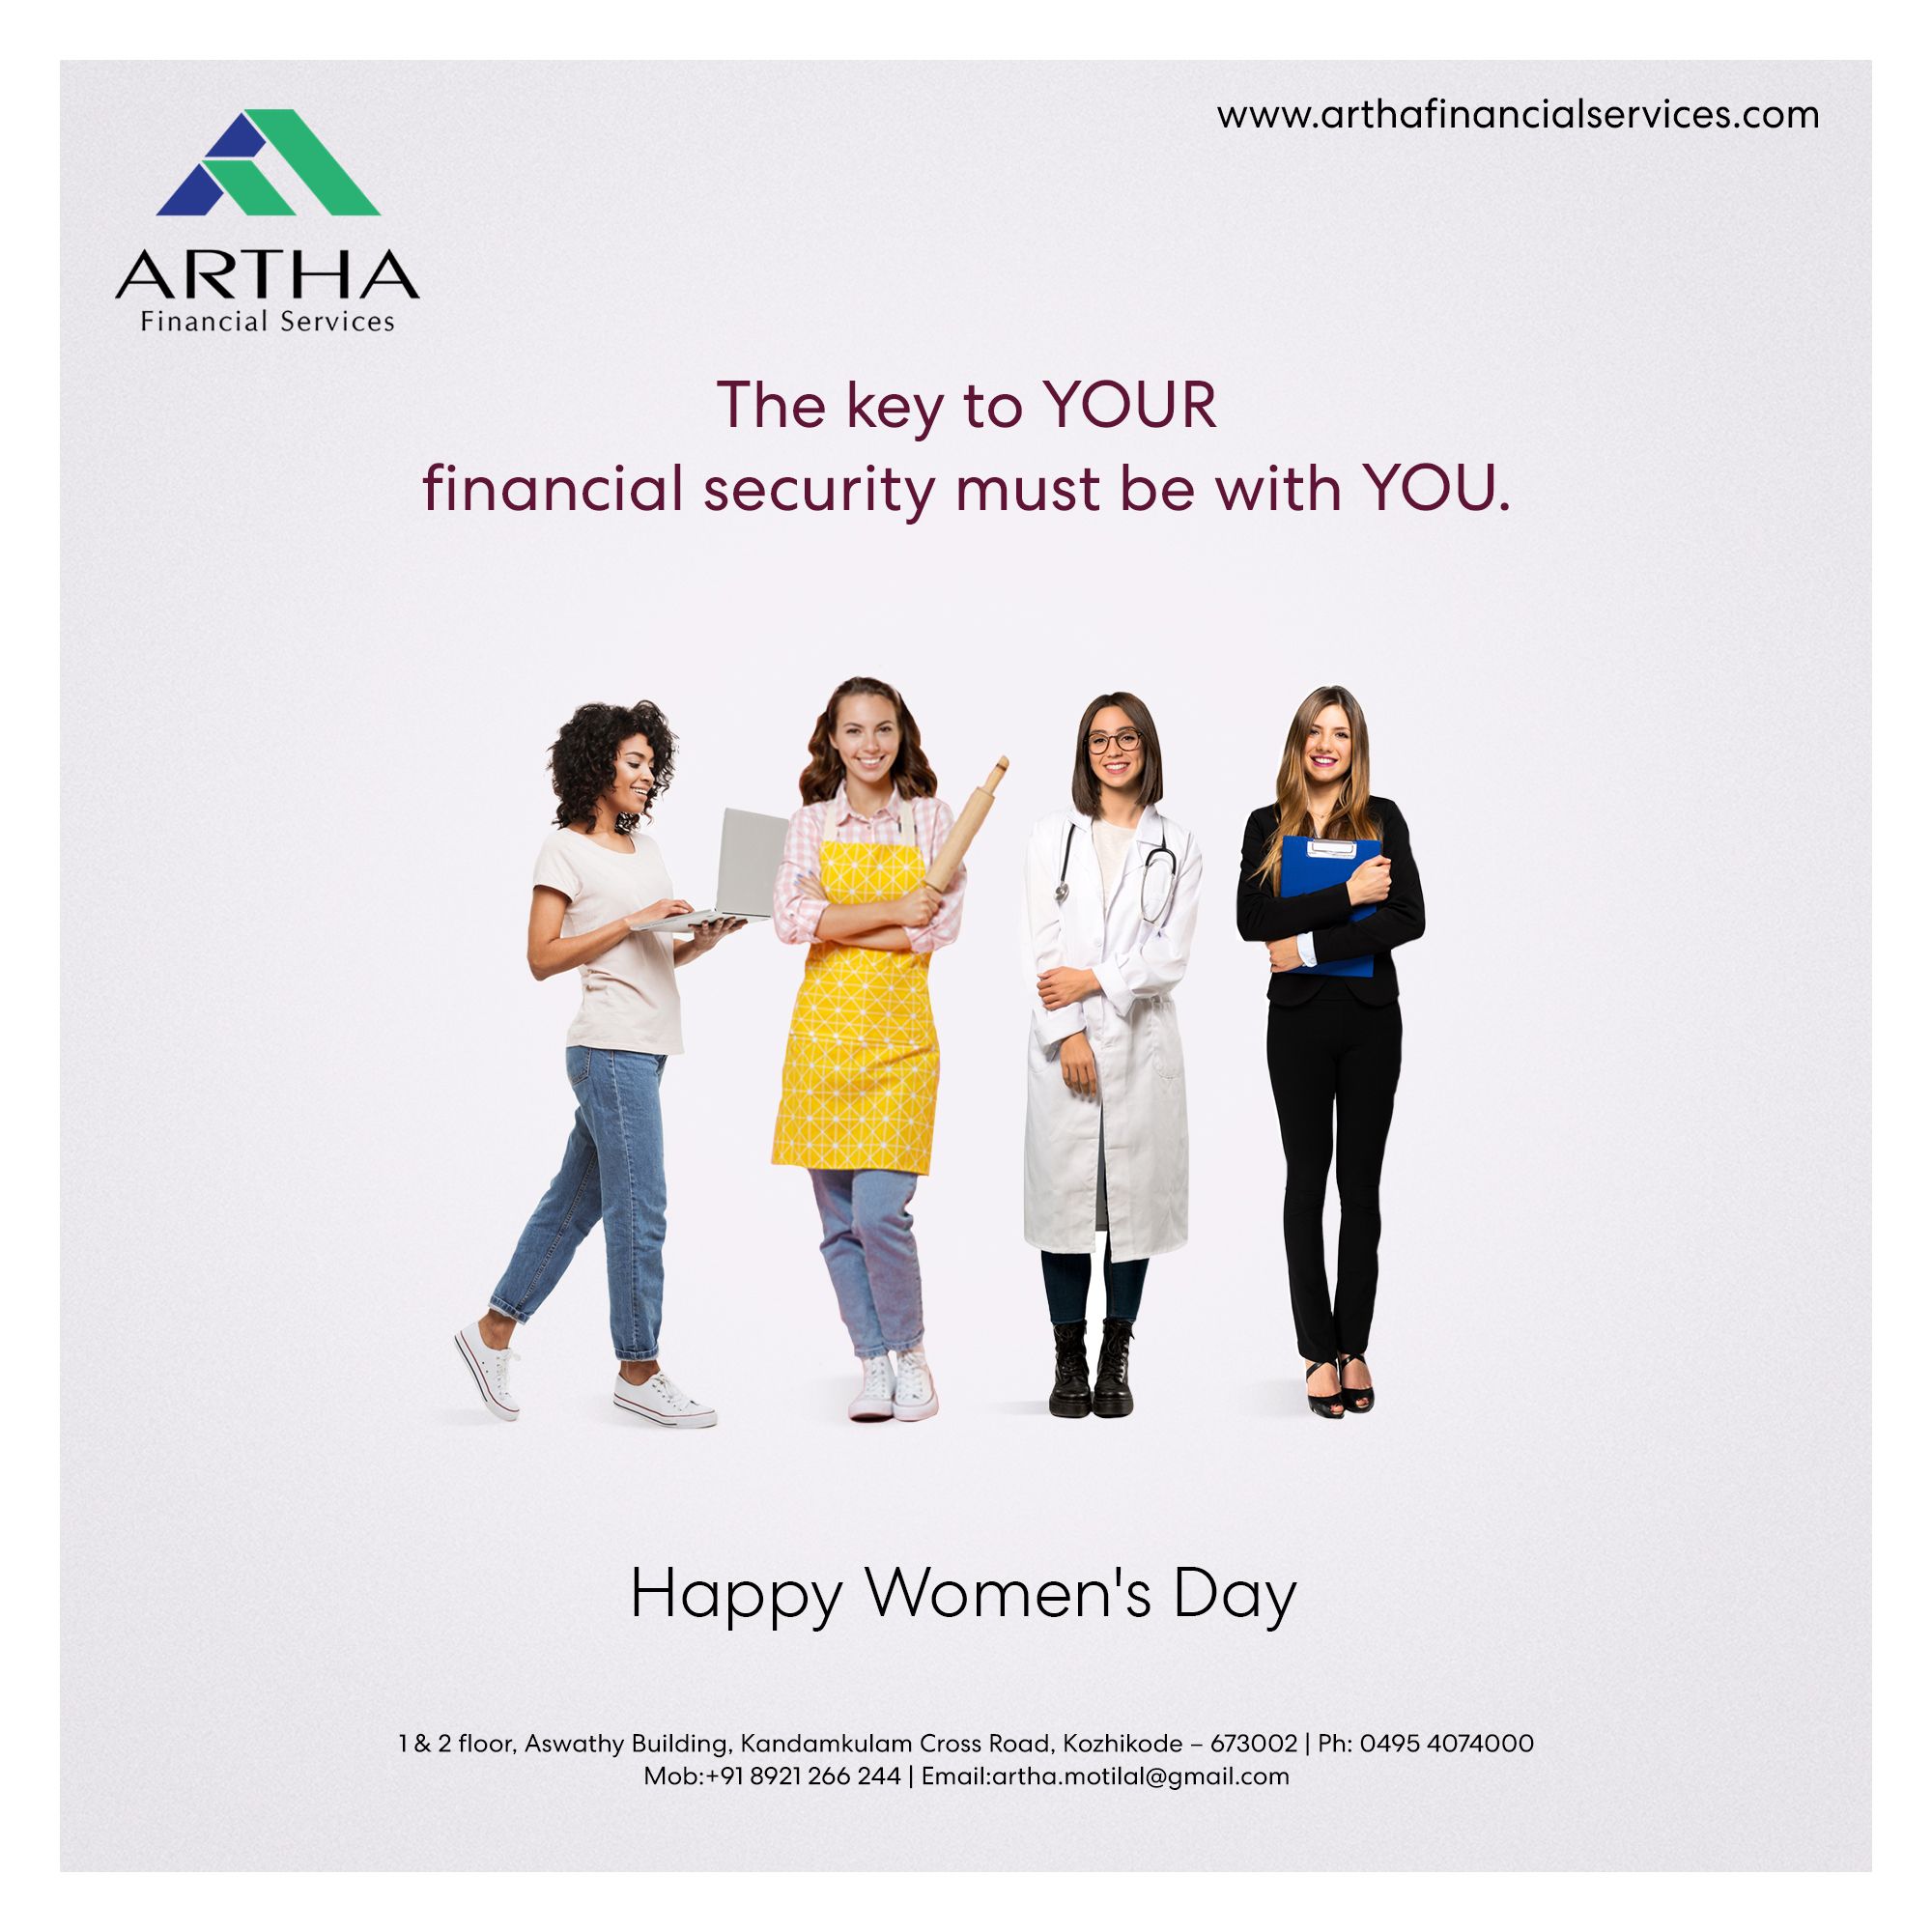 www.arthafinancialservices.com
ARTHA
Financial Services
The key to YOUR
financial security must be with YOU.
Happy Women's Day
1 & 2 floor, Aswathy Building, Kandamkulam Cross Road, Kozhikode – 673002 | Ph: 0495 4074000
Mob:+91 8921 266 244 | Email:artha.motilal@gmail.com